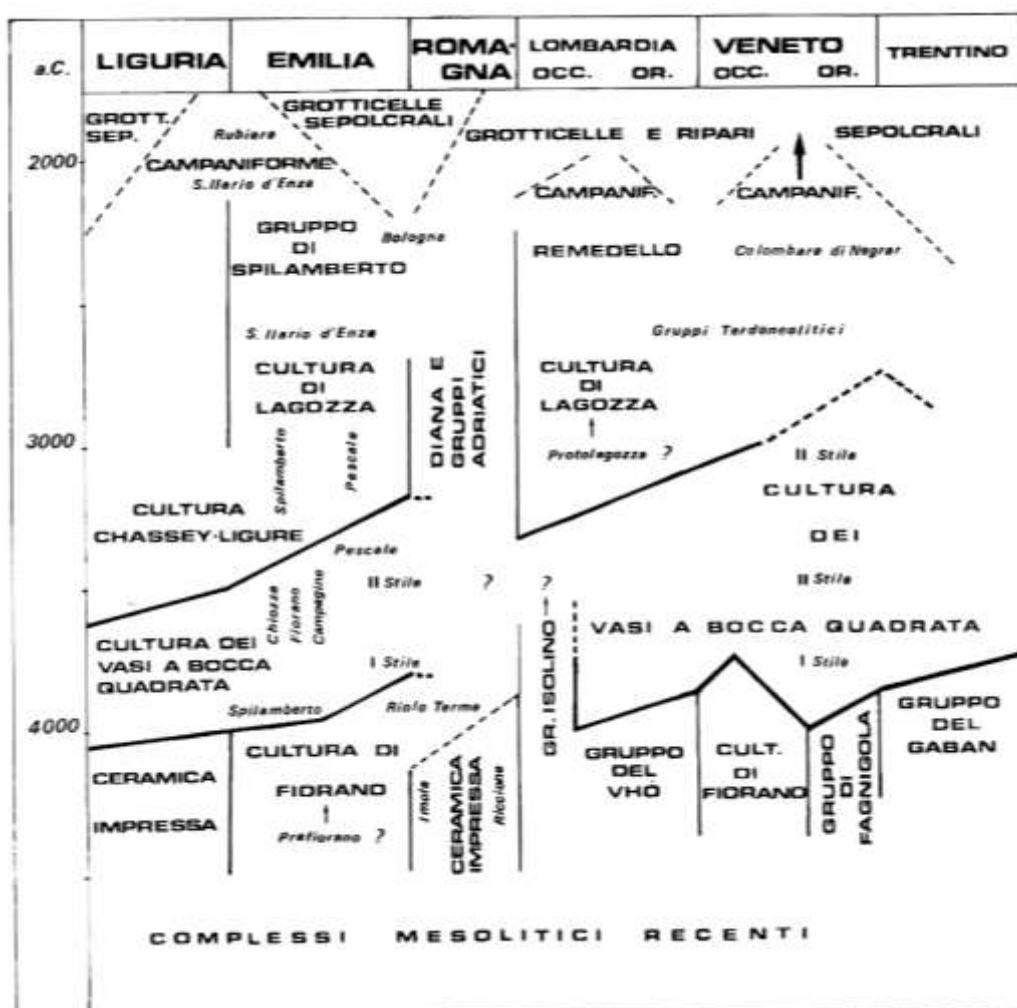 a.C.
LIGURIA
EMILIA
ROMA-
GNA
LOMBARDIA
OCC. OR.
VENETO
OCC. OR.
TRENTINO
GROTT.
SEP.
Rubiera
CAMPANIFORME
S.Ilario d'Enza
GROTTICELLE
SEPOLCRALI
GROTTICELLE E RIPARI SEPOLCRALI
2000
CAMPANIF.
CAMPANIF.
GRUPPO
DI
SPILAMBERTO
Bologna
REMEDELLO
Colombare di Negrar
S. Ilario d'Enza
Gruppi Tardoneolitici
CULTURA
DI
LAGOZZA
DIANA E
GRUPPI
ADRIATICI
CULTURA
DI
LAGOZZA
3000
Spilamberto
Pescale
Protolagozza ?
II Stile
CULTURA
CHASSEY-LIGURE
CULTURA
DEI
Pescale
II Stile
?
?
II Stile
Chiozza
Fiorano
Campegine
VASI A BOCCA QUADRATA
CULTURA DEI
VASI A BOCCA
QUADRATA
I Stile
I Stile
GR. ISOLINO
Spilamberto
Riolo Terme
4000
CERAMICA
IMPRESSA
CULTURA DI
FIORANO
Prefiorano ?
Imola
CERAMICA
IMPRESSA
Riccione
GRUPPO
DEL
VHÒ
CULT.
DI
FIORANO
GRUPPO
DI
FAGNIGOLA
GRUPPO
DEL
GABAN
COMPLESSI MESOLITICI RECENTI